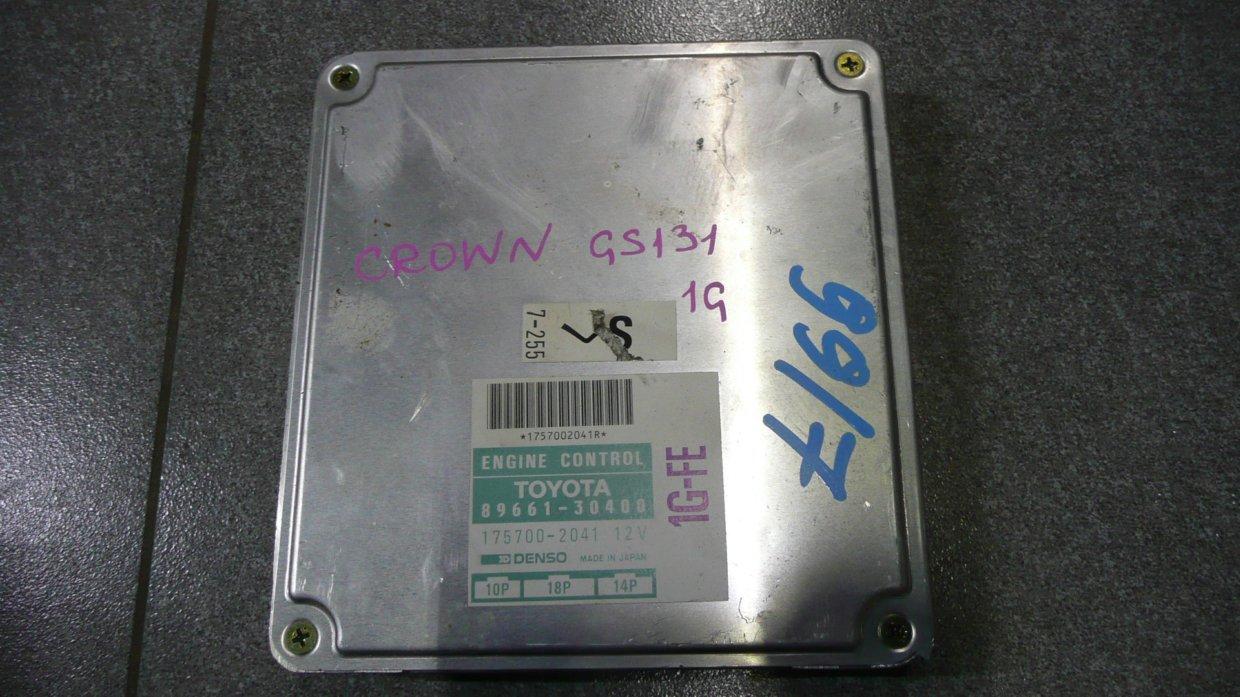 CROWN GS131
1G
7-255
S
*1757002041R*
ENGINE CONTROL
TOYOTA
89661-30400
175700-2041 12V
DENSO MADE IN JAPAN
10P 18P 14P
1G-FE
99/7